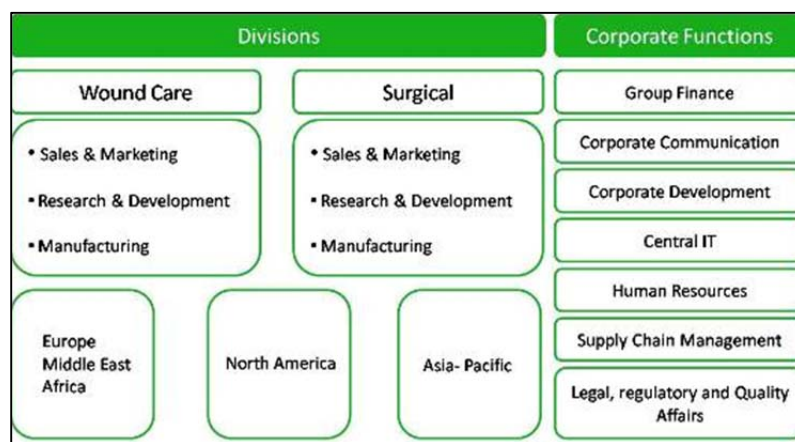 Divisions
Corporate Functions
Wound Care
Surgical
• Sales & Marketing
▪ Research & Development
▪ Manufacturing
• Sales & Marketing
▪ Research & Development
▪ Manufacturing
Europe
Middle East
Africa
North America
Asia- Pacific
Group Finance
Corporate Communication
Corporate Development
Central IT
Human Resources
Supply Chain Management
Legal, regulatory and Quality
Affairs